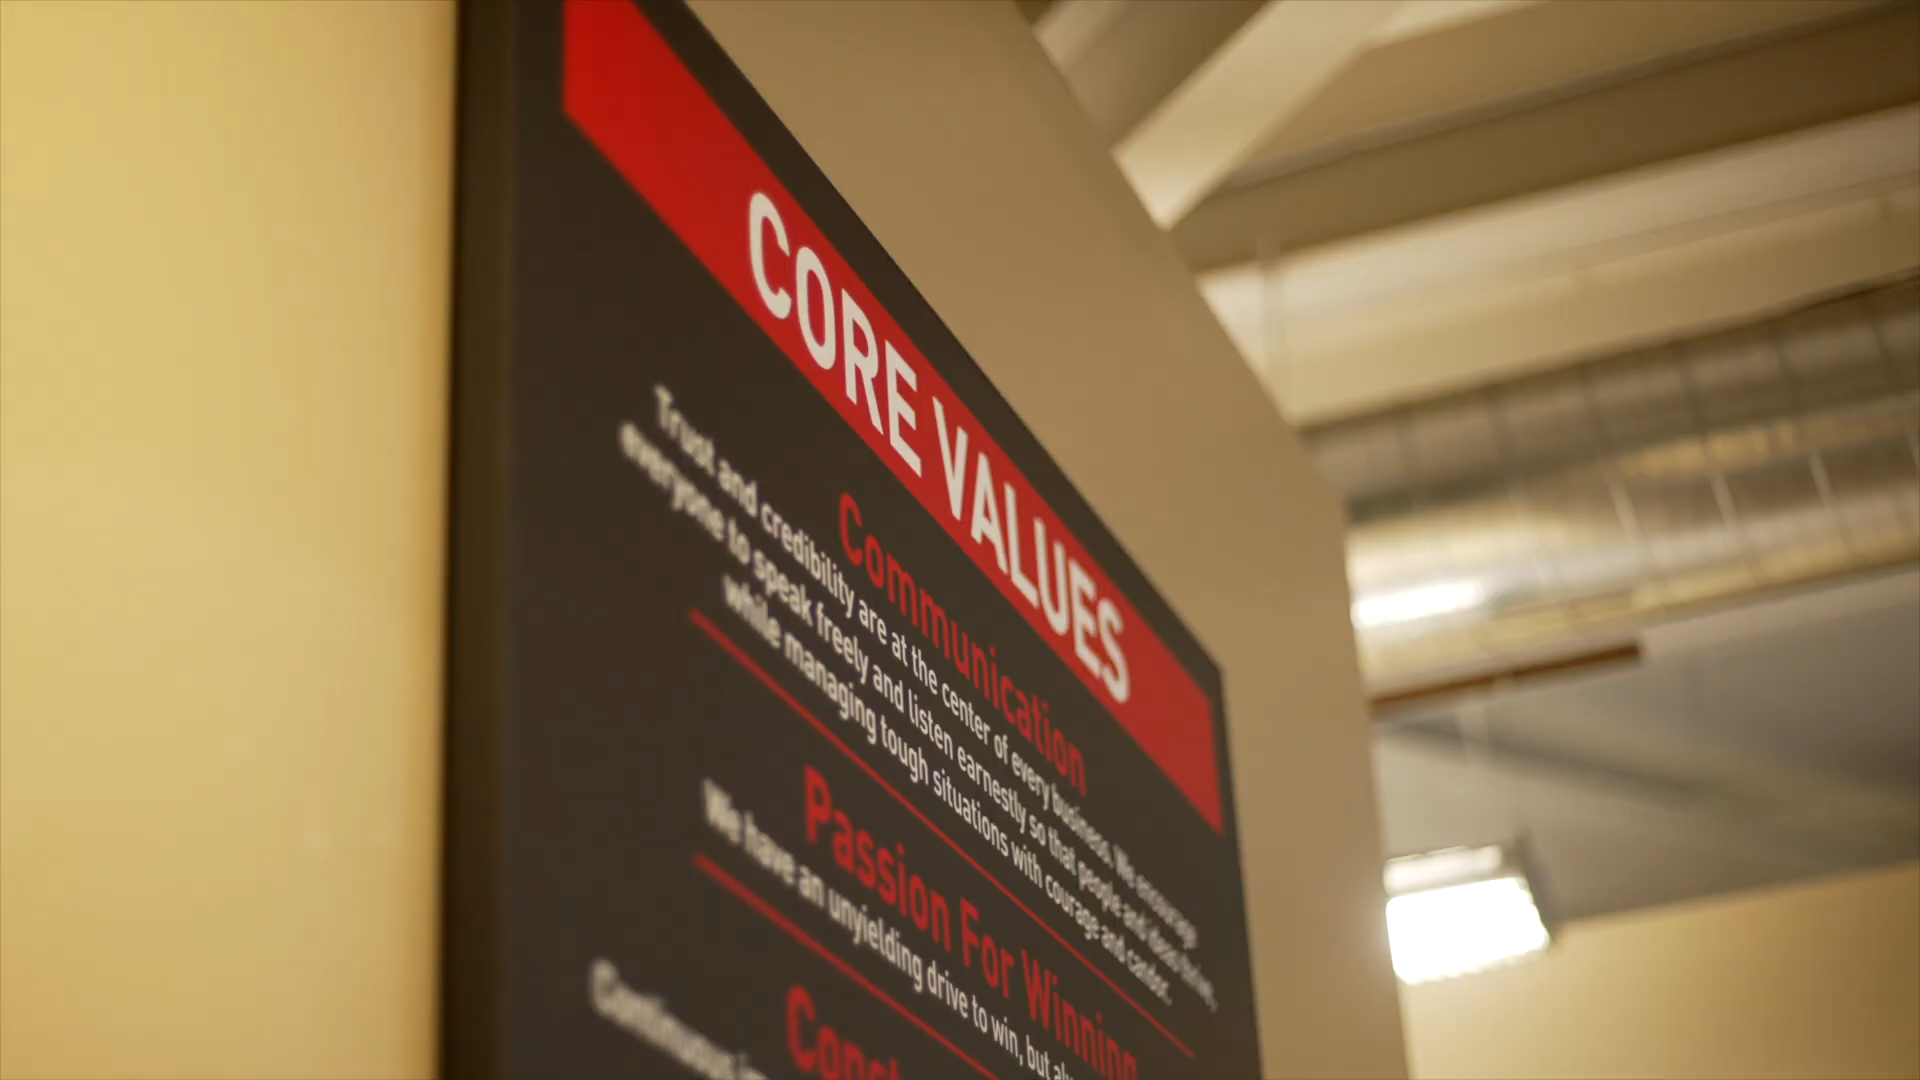 CORE VALUES
Communication
Trust and credibility are at the center of every business. We encourage
everyone to speak freely and listen earnestly so that people and ideas thrive,
while managing tough situations with courage and candor.
Passion For Winning
We have an unyielding drive to win, but
Const
Continuous